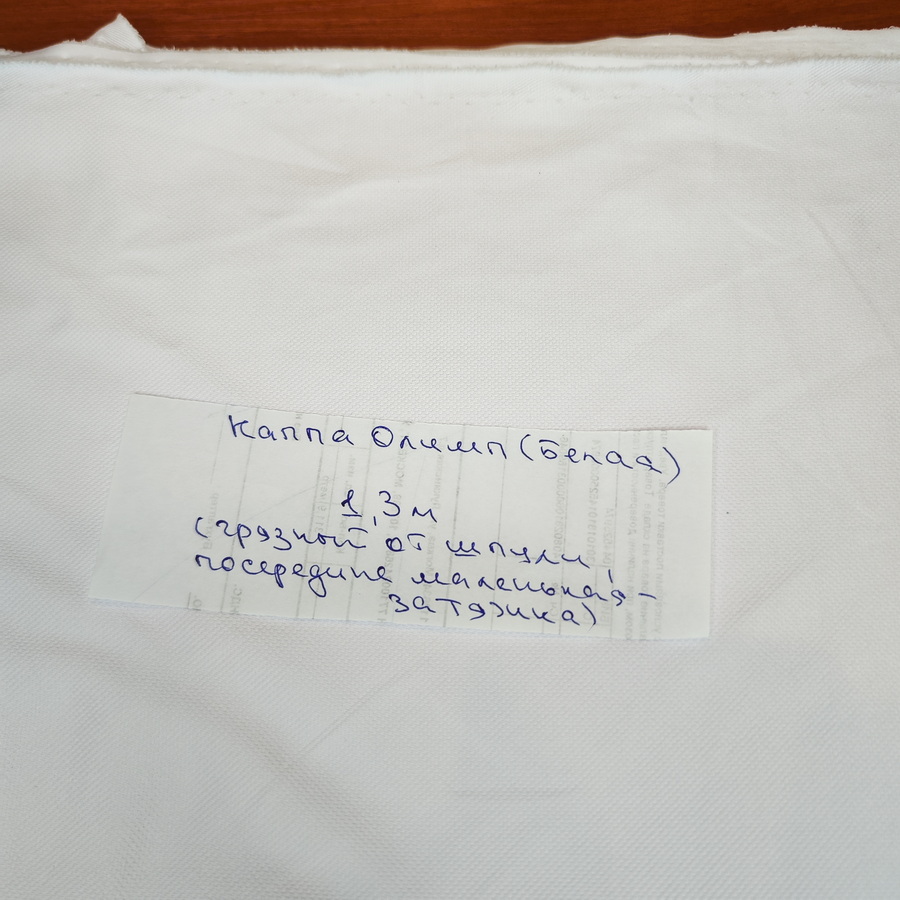 Каппа Олимп (Белая)
1,3 м
(грязный от шпули,
посередине маленькая -
затяжка)